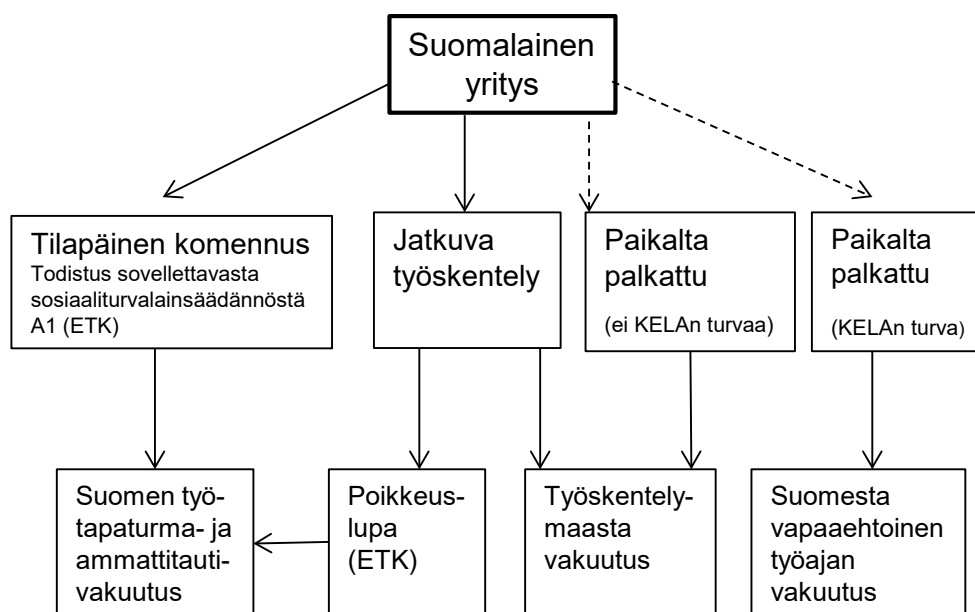 Suomalainen
yritys
Tilapäinen komennus
Todistus sovellettavasta
sosiaaliturvalainsäädännöstä
A1 (ETK)
Jatkuva
työskentely
Paikalta
palkattu
(ei KELAn turvaa)
Paikalta
palkattu
(KELAn turva)
Suomen työ-
tapaturma- ja
ammattitauti-
vakuutus
Poikkeus-
lupa
(ETK)
Työskentely-
maasta
vakuutus
Suomesta
vapaaehtoinen
työajan
vakuutus